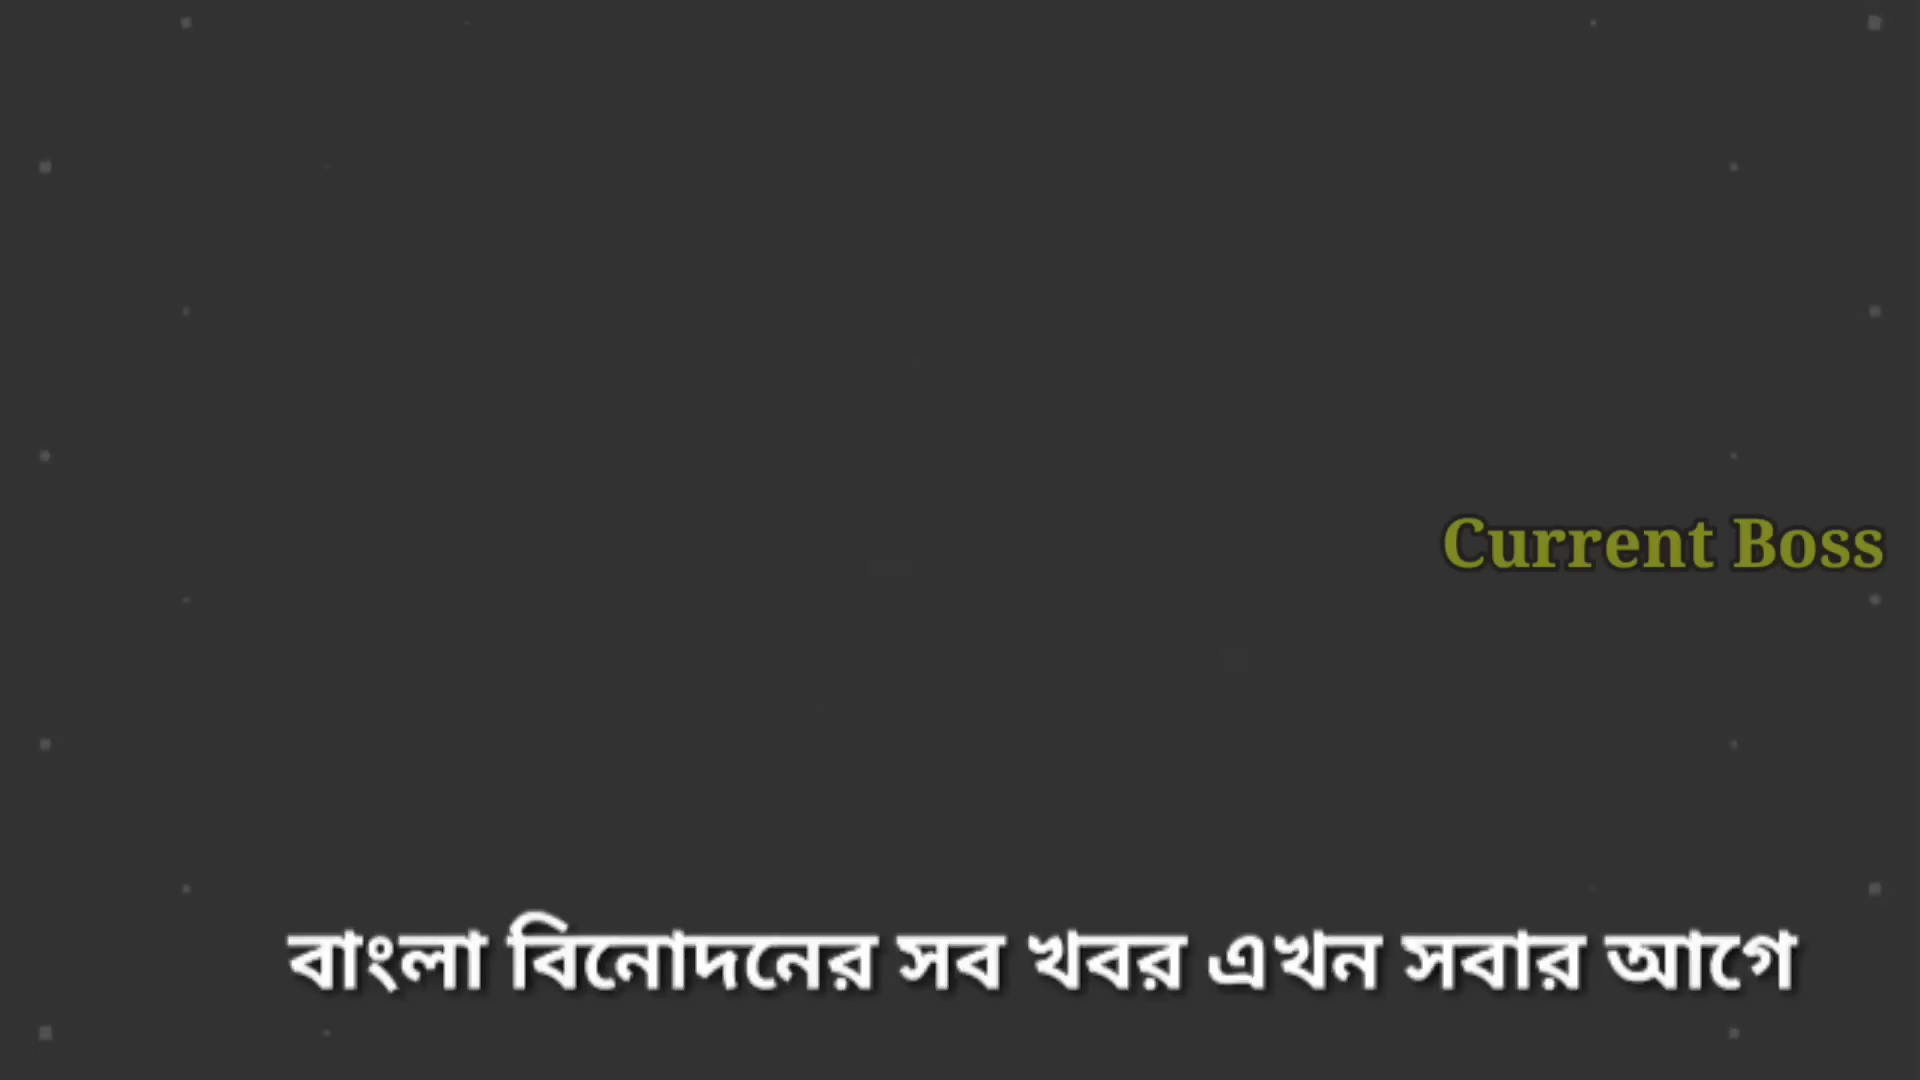 Current Boss
বাংলা বিনোদনের সব খবর এখন সবার আগে